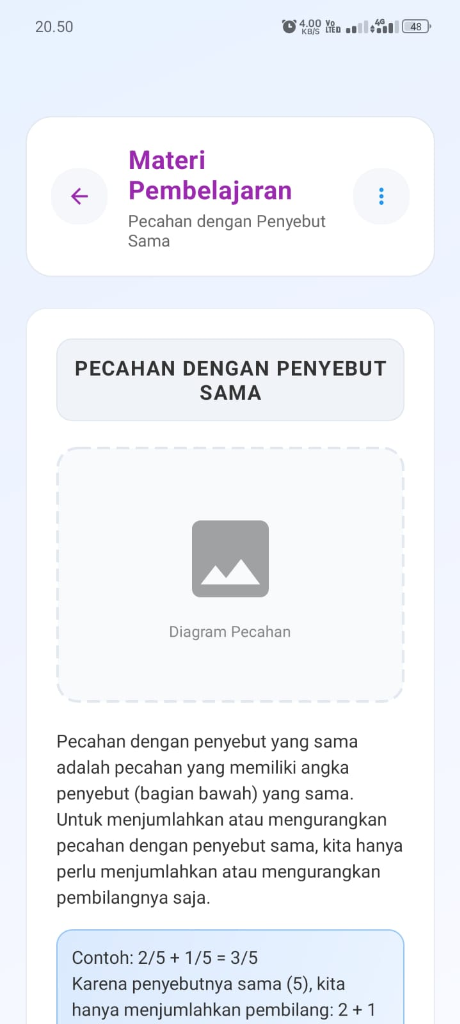 20.50
4.00
KB/S
Vo
LTED
4G
48
Materi
Pembelajaran
Pecahan dengan Penyebut
Sama
PECAHAN DENGAN PENYEBUT
SAMA
Diagram Pecahan
Pecahan dengan penyebut yang sama
adalah pecahan yang memiliki angka
penyebut (bagian bawah) yang sama.
Untuk menjumlahkan atau mengurangkan
pecahan dengan penyebut sama, kita hanya
perlu menjumlahkan atau mengurangkan
pembilangnya saja.
Contoh: 2/5 + 1/5 = 3/5
Karena penyebutnya sama (5), kita
hanya menjumlahkan pembilang: 2 + 1